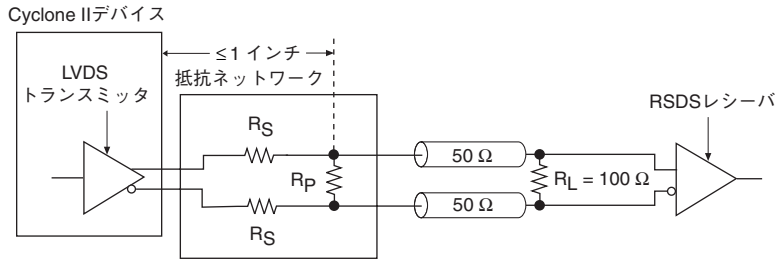 Cyclone IIデバイス
≤1 インチ
LVDS
トランスミッタ
抵抗ネットワーク
RSDSレシーバ
RS
50 Ω
RP
RL = 100 Ω
50 Ω
RS